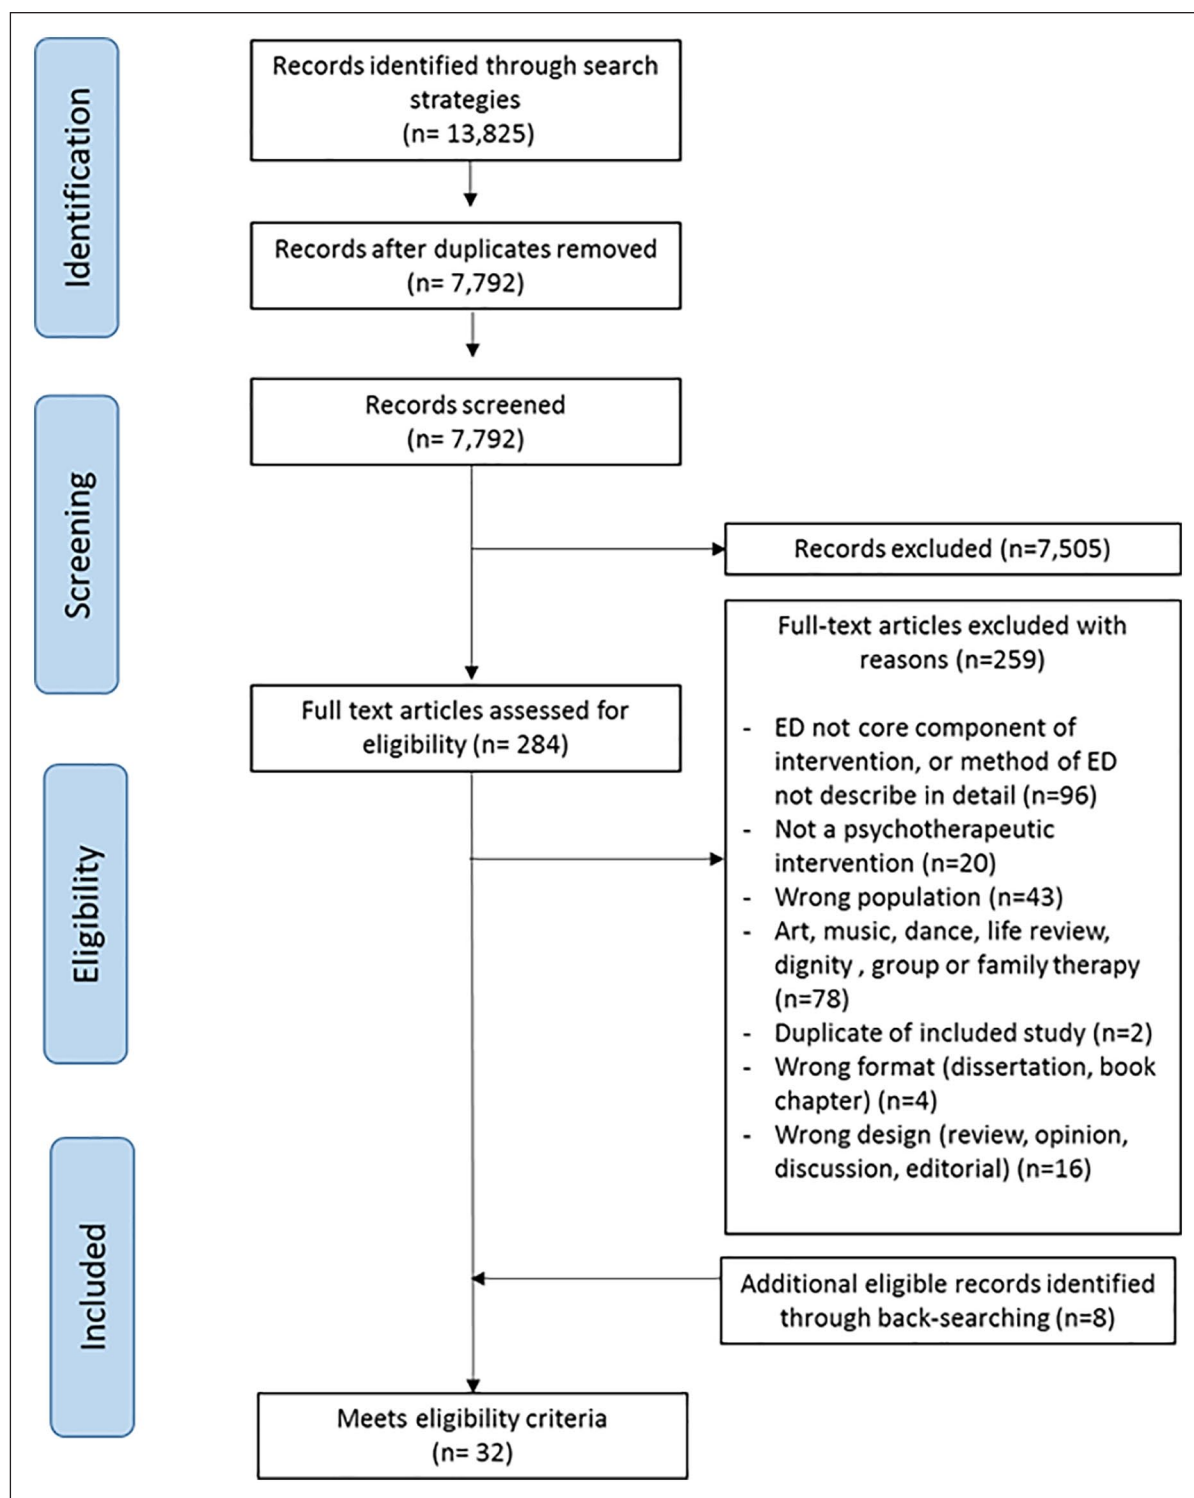 Identification
Records identified through search
strategies
(n= 13,825)
Records after duplicates removed
(n= 7,792)
Screening
Records screened
(n= 7,792)
Records excluded (n=7,505)
Full text articles assessed for
eligibility (n= 284)
Full-text articles excluded with
reasons (n=259)
- ED not core component of
intervention, or method of ED
not describe in detail (n=96)
- Not a psychotherapeutic
intervention (n=20)
- Wrong population (n=43)
- Art, music, dance, life review,
dignity , group or family therapy
(n=78)
- Duplicate of included study (n=2)
- Wrong format (dissertation, book
chapter) (n=4)
- Wrong design (review, opinion,
discussion, editorial) (n=16)
Eligibility
Additional eligible records identified
through back-searching (n=8)
Included
Meets eligibility criteria
(n= 32)